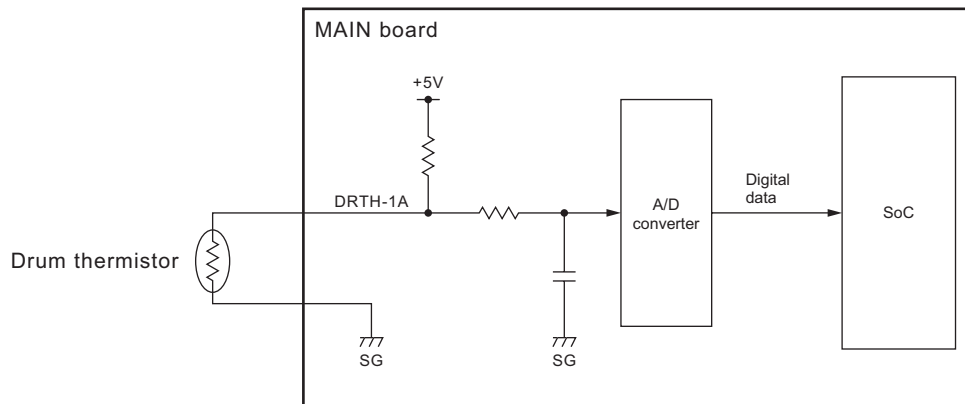 MAIN board
+5V
DRTH-1A
Drum thermistor
A/D
converter
Digital
data
SoC
SG
SG